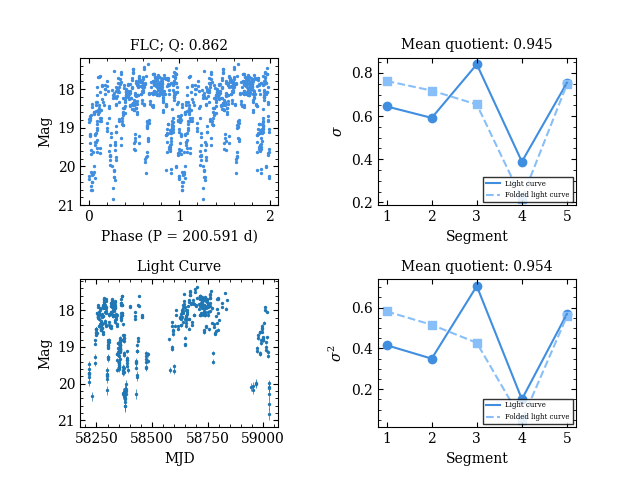 FLC; Q: 0.862
Mag
18
19
20
21
0
1
2
Phase (P = 200.591 d)
Mean quotient: 0.945
σ
0.8
0.6
0.4
0.2
Light curve
Folded light curve
1
2
3
4
5
Segment
Light Curve
Mag
18
19
20
21
58250
58500
58750
59000
MJD
Mean quotient: 0.954
σ²
0.6
0.4
0.2
Light curve
Folded light curve
1
2
3
4
5
Segment